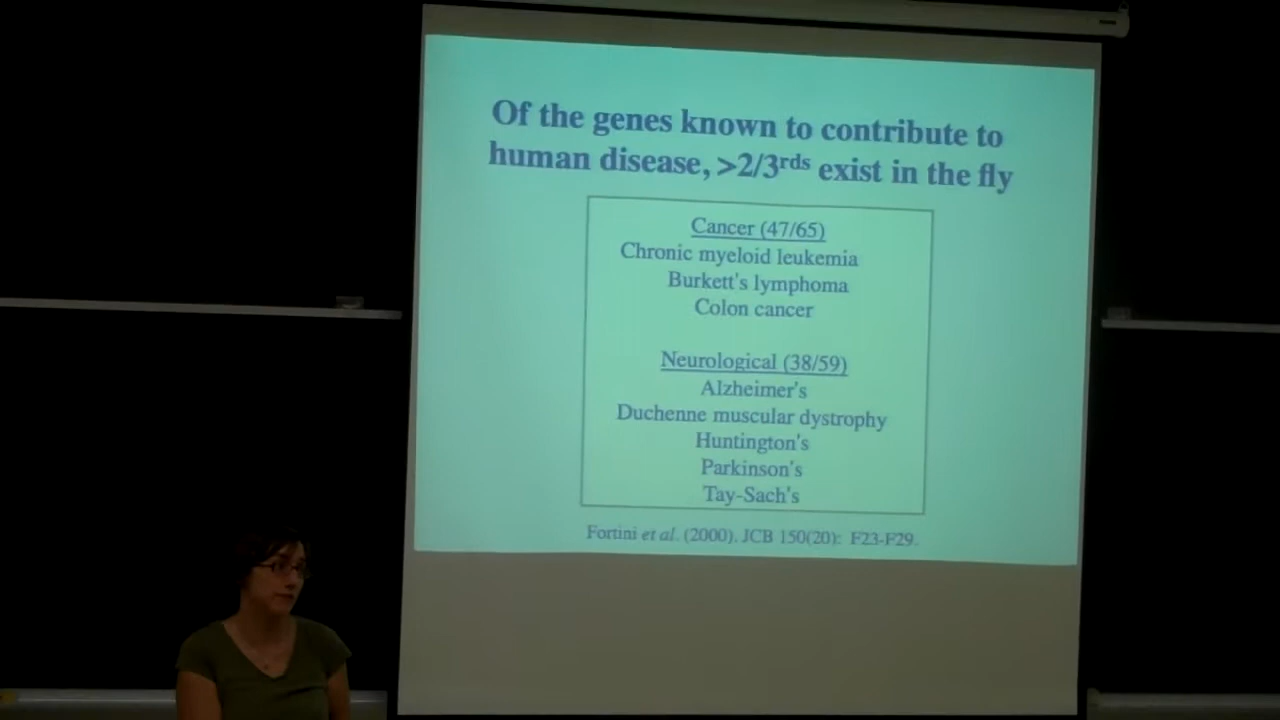 Of the genes known to contribute to
human disease, >2/3rds exist in the fly
Cancer (47/65)
Chronic myeloid leukemia
Burkett's lymphoma
Colon cancer
Neurological (38/59)
Alzheimer's
Duchenne muscular dystrophy
Huntington's
Parkinson's
Tay-Sach's
Fortini et al. (2000). JCB 150(20): F23-F29.